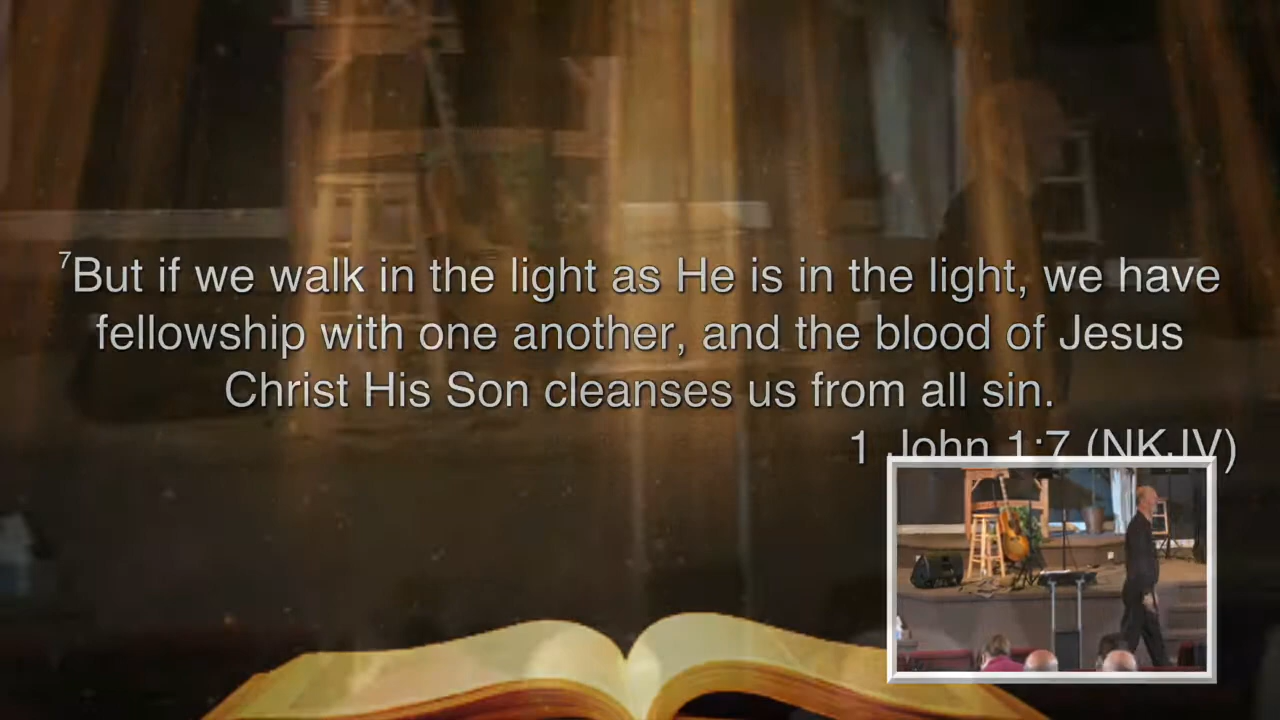 ⁷But if we walk in the light as He is in the light, we have
fellowship with one another, and the blood of Jesus
Christ His Son cleanses us from all sin.
1 John 1:7 (NKJV)